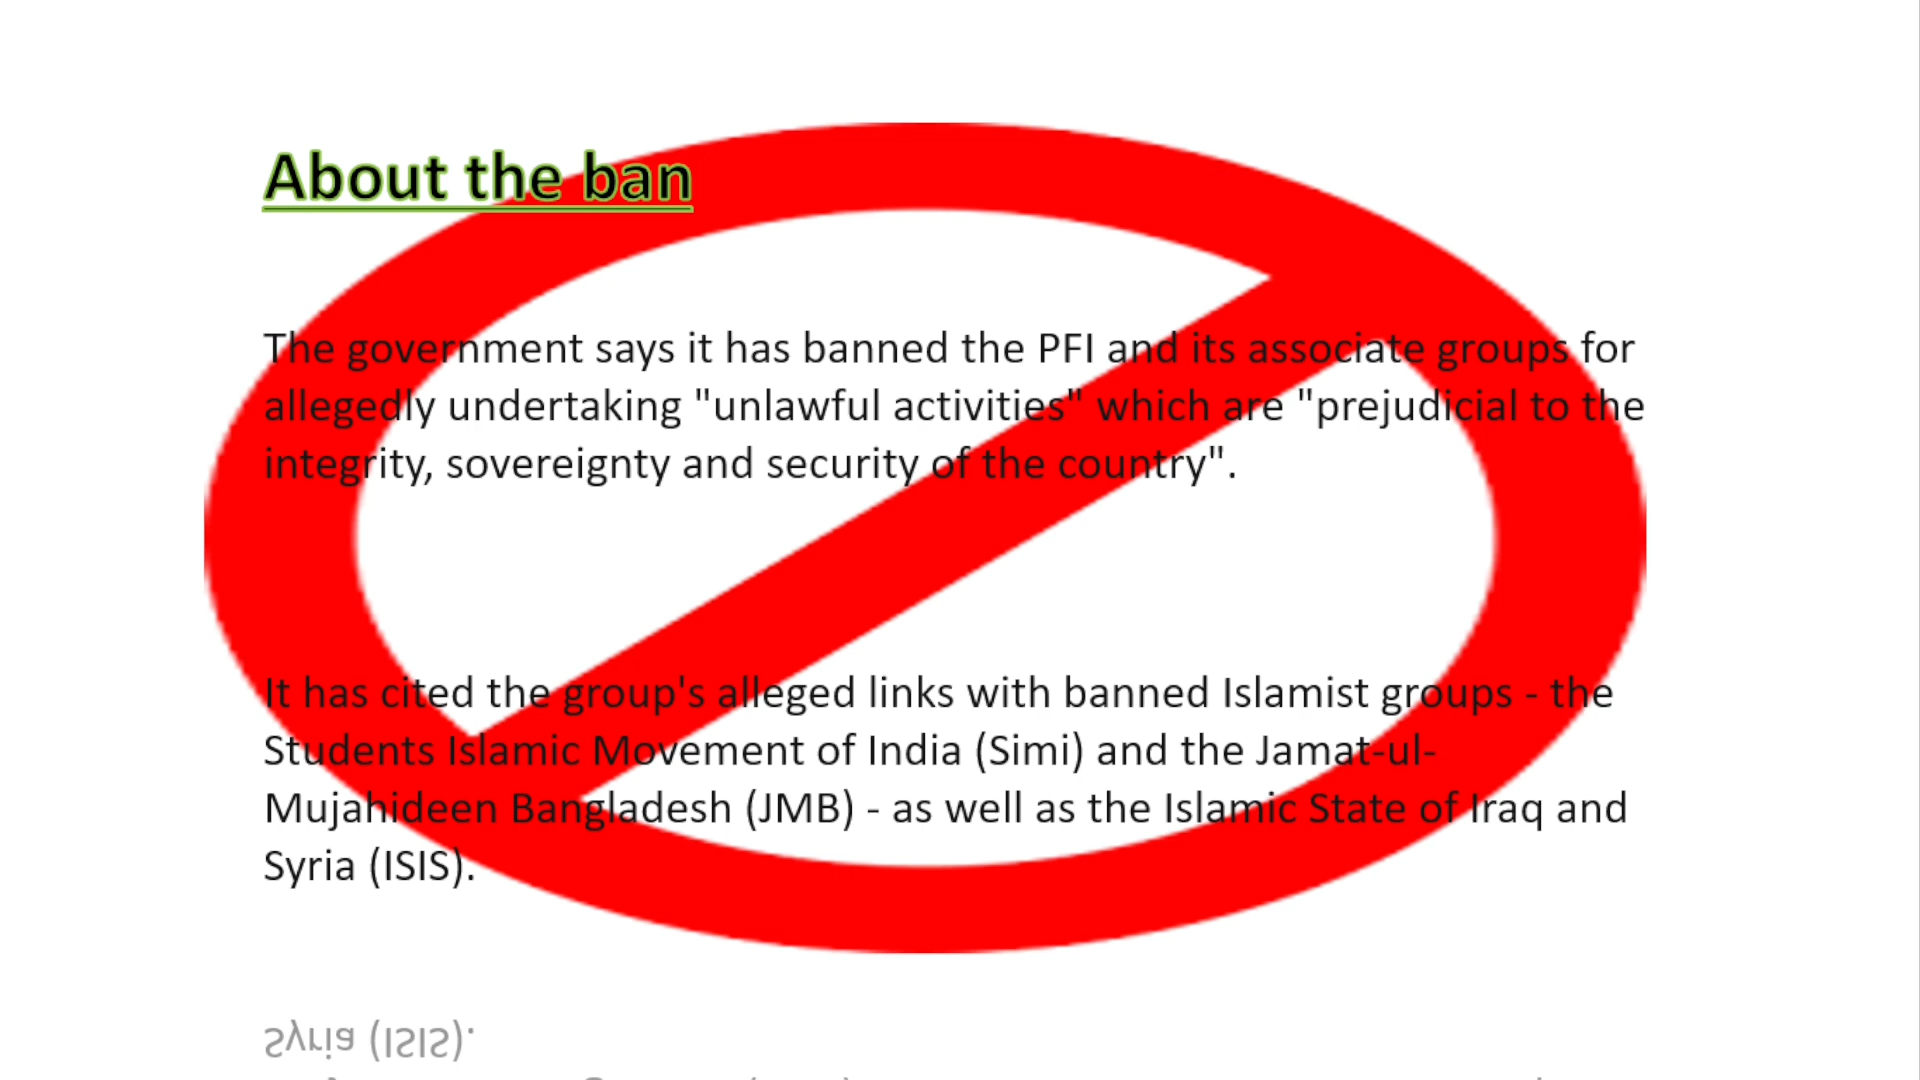 About the ban
The government says it has banned the PFI and its associate groups for
allegedly undertaking "unlawful activities" which are "prejudicial to the
integrity, sovereignty and security of the country".
It has cited the group's alleged links with banned Islamist groups - the
Students Islamic Movement of India (Simi) and the Jamat-ul-
Mujahideen Bangladesh (JMB) - as well as the Islamic State of Iraq and
Syria (ISIS).
Syria (ISIS).